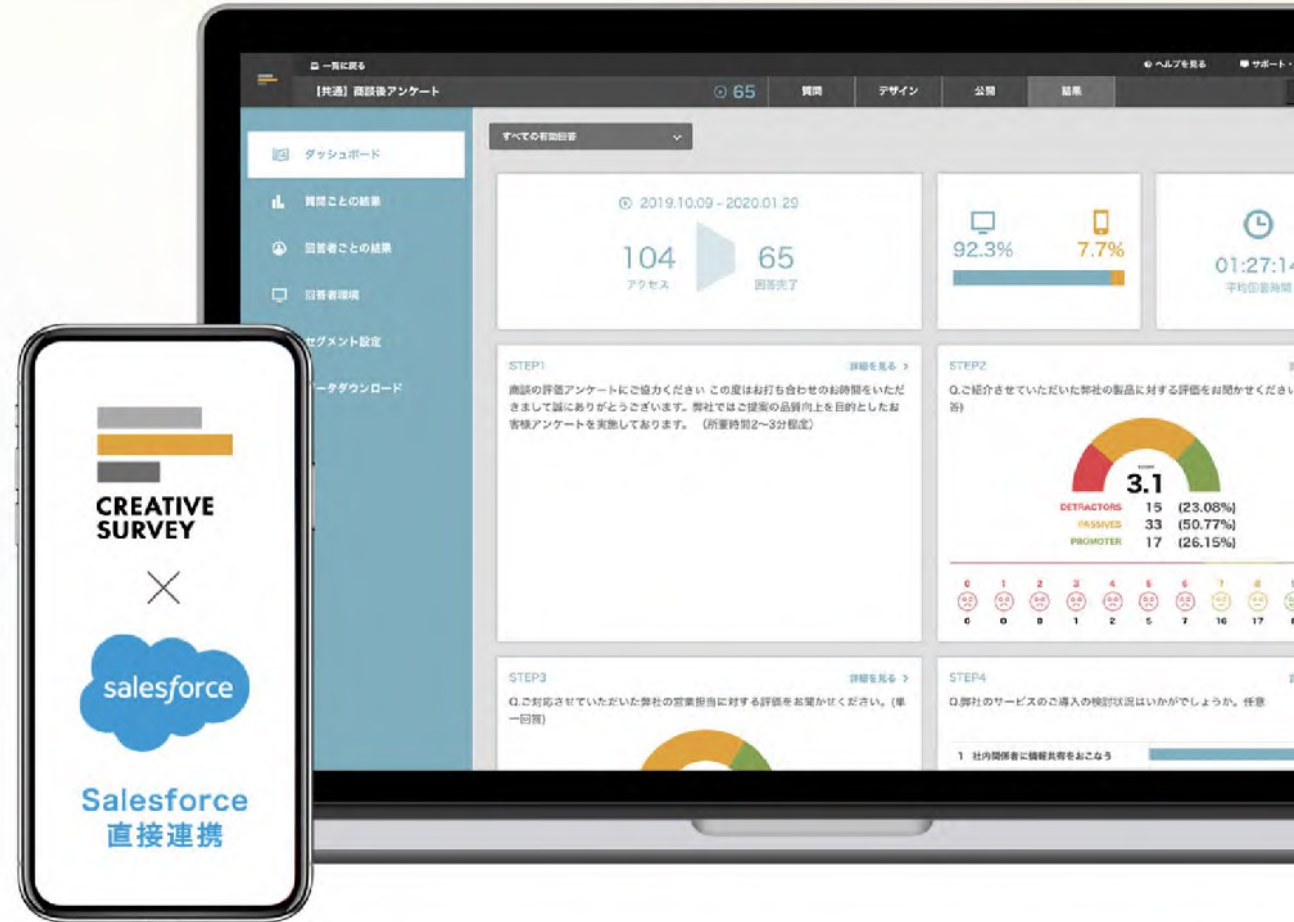 一覧に戻る
ヘルプを見る
サポート・
【共通】商談後アンケート
65
質問
デザイン
公開
結果
ダッシュボード
質問ごとの結果
回答者ごとの結果
回答者環境
セグメント設定
ータダウンロード
すべての有効回答
2019.10.09 - 2020.01.29
104
アクセス
65
回答完了
92.3%
7.7%
01:27:14
平均回答時間
STEP1
詳細を見る >
商談の評価アンケートにご協力ください この度はお打ち合わせのお時間をいただ
きまして誠にありがとうございます。弊社ではご提案の品質向上を目的としたお
客様アンケートを実施しております。 (所要時間2〜3分程度)
STEP2
Q.ご紹介させていただいた弊社の製品に対する評価をお聞かせください
答)
3.1
DETRACTORS 15 (23.08%)
PASSIVES 33 (50.77%)
PROMOTER 17 (26.15%)
0 1 2 3 4 5 6 7 8
0 0 0 1 2 5 7 16 17
STEP3
詳細を見る >
Q.ご対応させていただいた弊社の営業担当に対する評価をお聞かせください。(単
一回答)
STEP4
Q.弊社のサービスのご導入の検討状況はいかがでしょうか。任意
1 社内関係者に情報共有をおこなう
CREATIVE
SURVEY
×
salesforce
Salesforce
直接連携